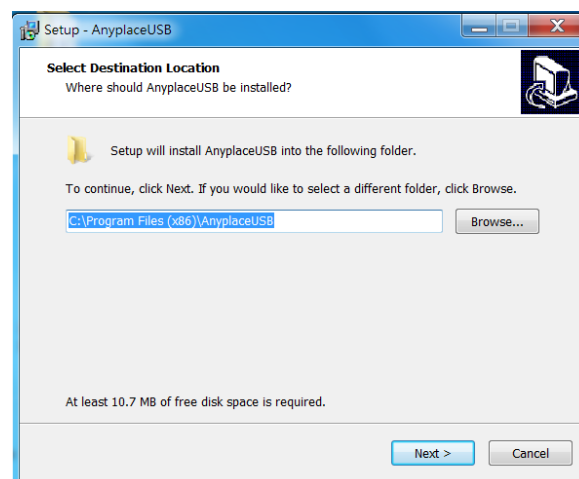 Setup - AnyplaceUSB
Select Destination Location
Where should AnyplaceUSB be installed?
Setup will install AnyplaceUSB into the following folder.
To continue, click Next. If you would like to select a different folder, click Browse.
C:\Program Files (x86)\AnyplaceUSB
Browse...
At least 10.7 MB of free disk space is required.
Next >
Cancel